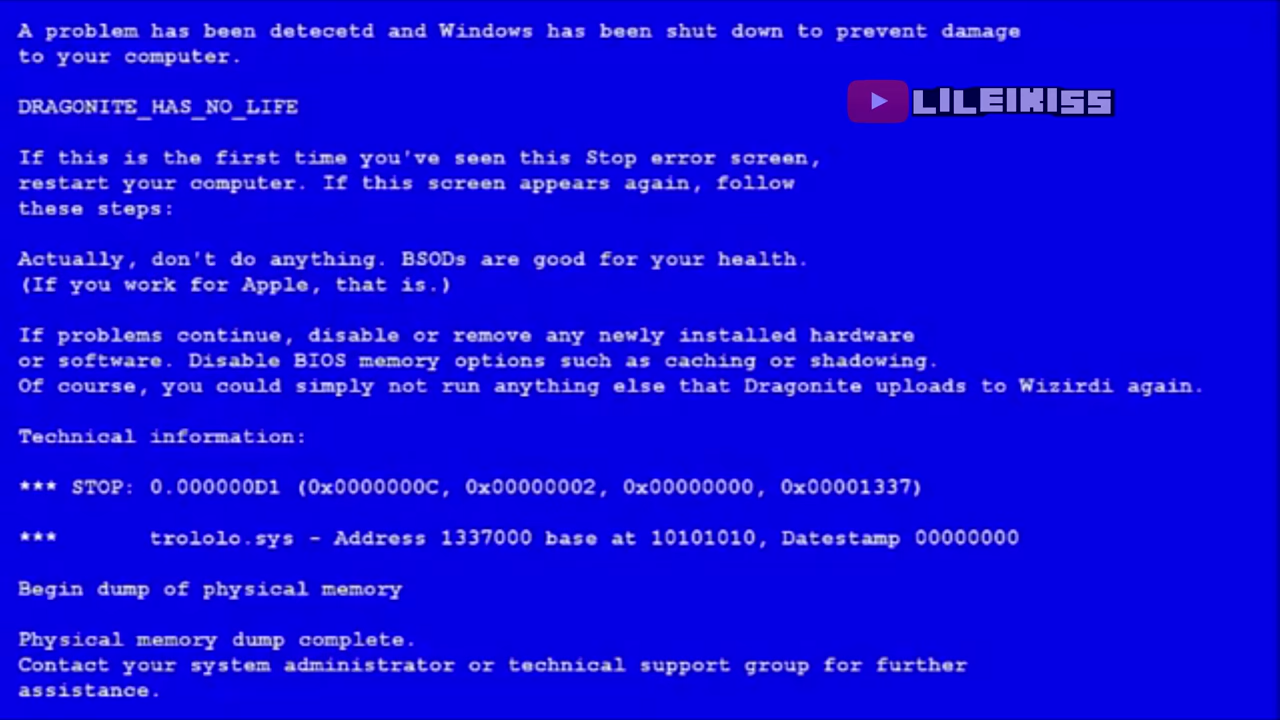 A problem has been detecetd and Windows has been shut down to prevent damage
to your computer.
DRAGONITE_HAS_NO_LIFE
LILEIKISS
If this is the first time you've seen this Stop error screen,
restart your computer. If this screen appears again, follow
these steps:
Actually, don't do anything. BSODs are good for your health.
(If you work for Apple, that is.)
If problems continue, disable or remove any newly installed hardware
or software. Disable BIOS memory options such as caching or shadowing.
Of course, you could simply not run anything else that Dragonite uploads to Wizirdi again.
Technical information:
*** STOP: 0.000000D1 (0x0000000C, 0x00000002, 0x00000000, 0x00001337)
*** trololo.sys - Address 1337000 base at 10101010, Datestamp 00000000
Begin dump of physical memory
Physical memory dump complete.
Contact your system administrator or technical support group for further
assistance.